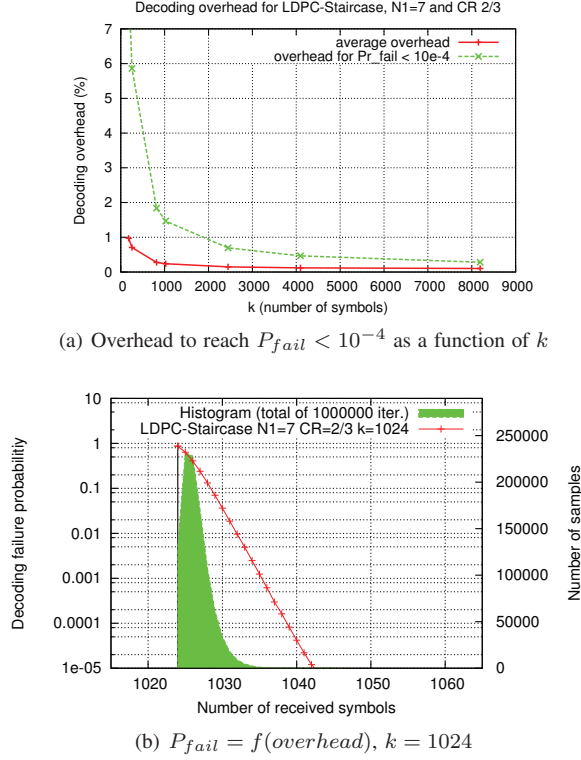 Decoding overhead for LDPC-Staircase, N1=7 and CR 2/3
7
6
5
4
3
2
1
0
Decoding overhead (%)
average overhead
overhead for Pr_fail < 10e-4
0 1000 2000 3000 4000 5000 6000 7000 8000 9000
k (number of symbols)
(a) Overhead to reach P_{fail} < 10^{-4} as a function of k
10
1
0.1
0.01
0.001
0.0001
1e-05
Decoding failure probability
Histogram (total of 1000000 iter.)
LDPC-Staircase N1=7 CR=2/3 k=1024
250000
200000
150000
100000
50000
0
Number of samples
1020 1030 1040 1050 1060
Number of received symbols
(b) P_{fail} = f(overhead), k = 1024